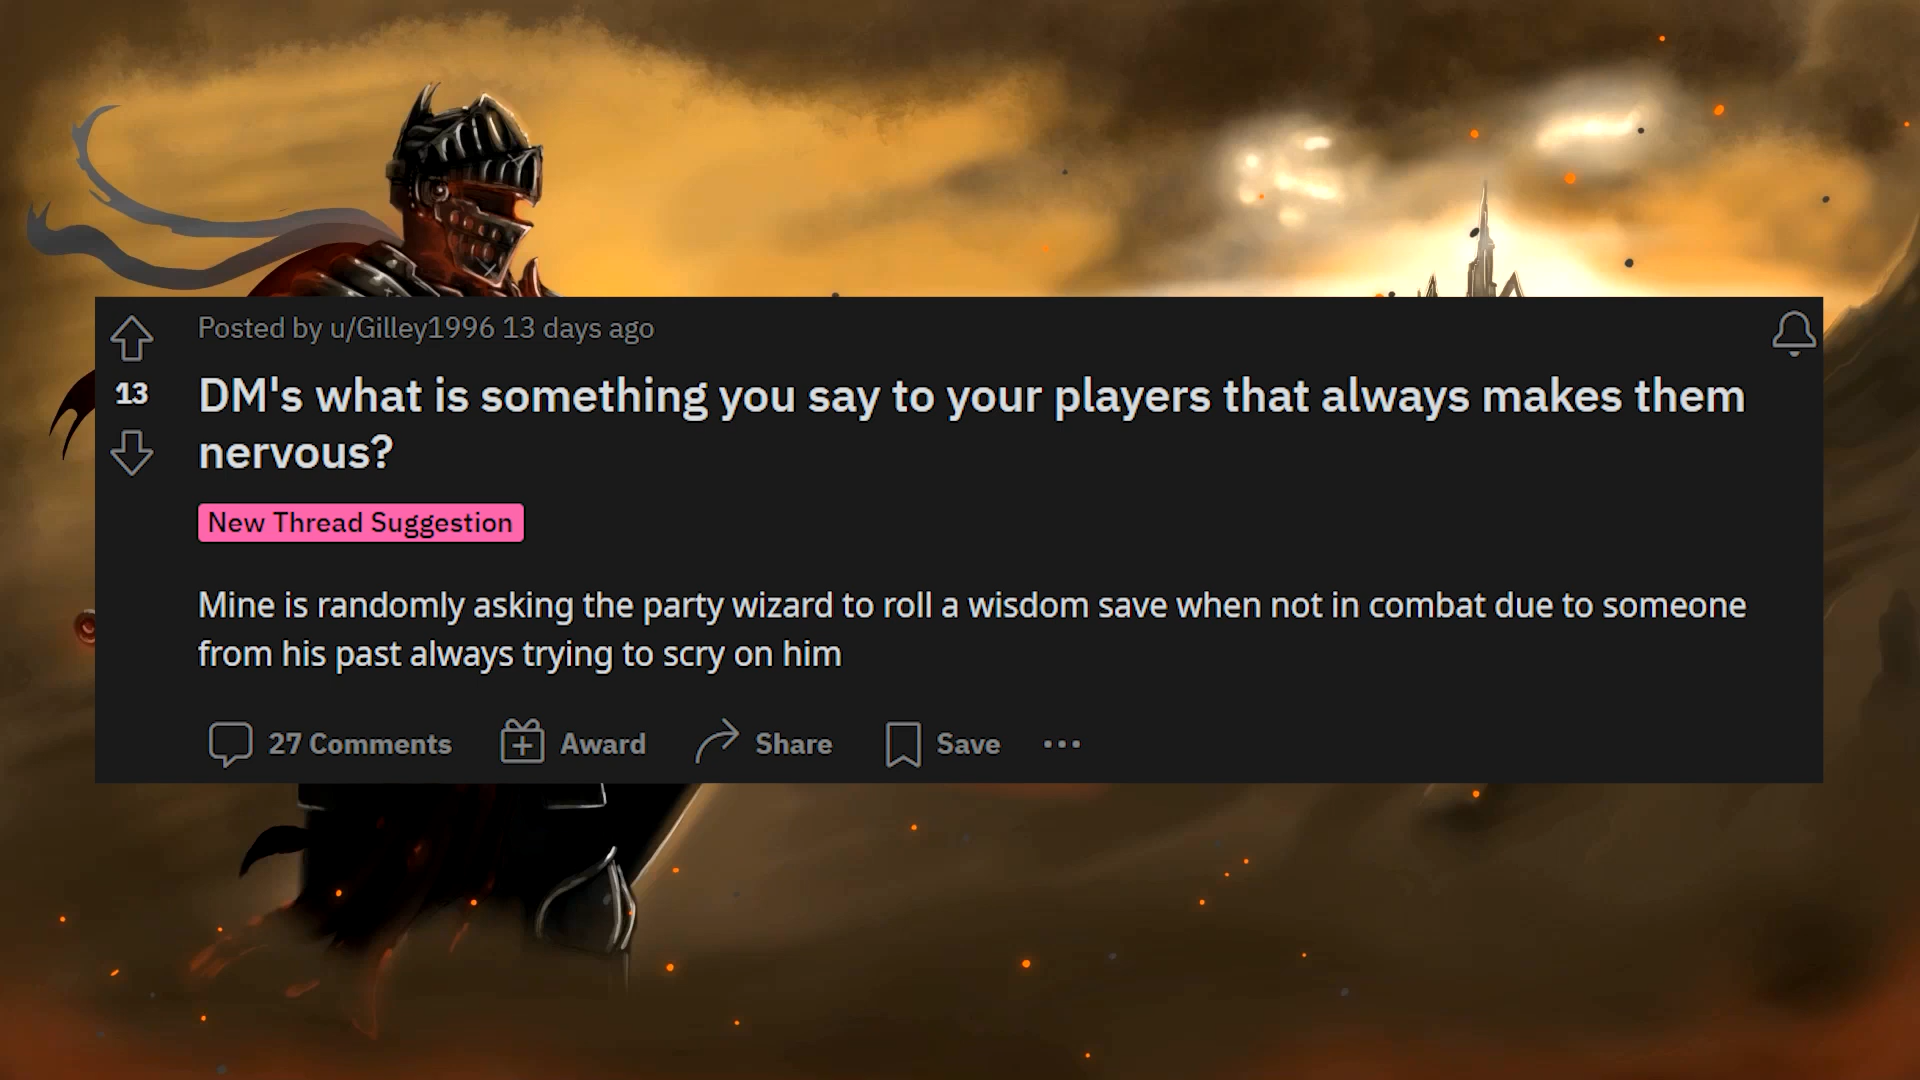 Posted by u/Gilley1996 13 days ago
13
DM's what is something you say to your players that always makes them
nervous?
New Thread Suggestion
Mine is randomly asking the party wizard to roll a wisdom save when not in combat due to someone
from his past always trying to scry on him
27 Comments Award Share Save